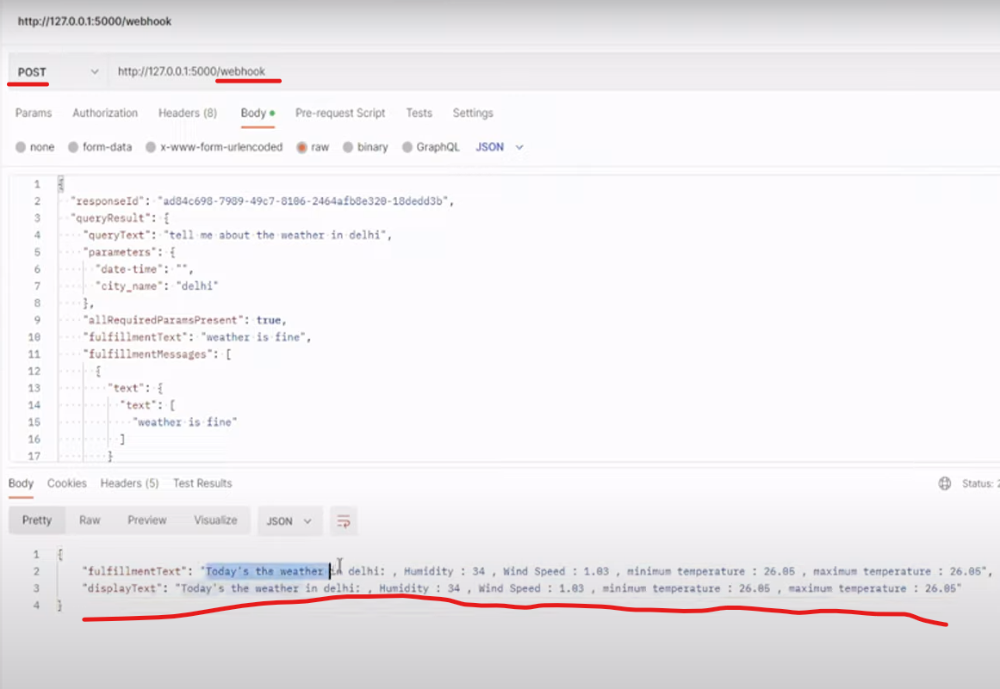 http://127.0.0.1:5000/webhook
POST http://127.0.0.1:5000/webhook
Params Authorization Headers (8) Body Pre-request Script Tests Settings
none form-data x-www-form-urlencoded raw binary GraphQL JSON
1 {
2 "responseId": "ad84c698-7989-49c7-8106-2464afb8e320-18dedd3b",
3 "queryResult": {
4 "queryText": "tell me about the weather in delhi",
5 "parameters": {
6 "date-time": "",
7 "city_name": "delhi"
8 },
9 "allRequiredParamsPresent": true,
10 "fulfillmentText": "weather is fine",
11 "fulfillmentMessages": [
12 {
13 "text": {
14 "text": [
15 "weather is fine"
16 ]
17 }
Body Cookies Headers (5) Test Results Status: 2
Pretty Raw Preview Visualize JSON
1 {
2 "fulfillmentText": "Today's the weather in delhi: , Humidity : 34 , Wind Speed : 1.03 , minimum temperature : 26.05 , maximum temperature : 26.05",
3 "displayText": "Today's the weather in delhi: , Humidity : 34 , Wind Speed : 1.03 , minimum temperature : 26.05 , maximum temperature : 26.05"
4 }